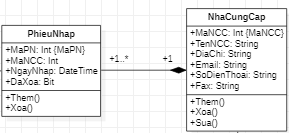 PhieuNhap
+MaPN: Int {MaPN}
+MaNCC: Int
+NgayNhap: DateTime
+DaXoa: Bit
+Them()
+Xoa()
+1..*
+1
NhaCungCap
+MaNCC: Int {MaNCC}
+TenNCC: String
+DiaChi: String
+Email: String
+SoDienThoai: String
+Fax: String
+Them()
+Xoa()
+Sua()